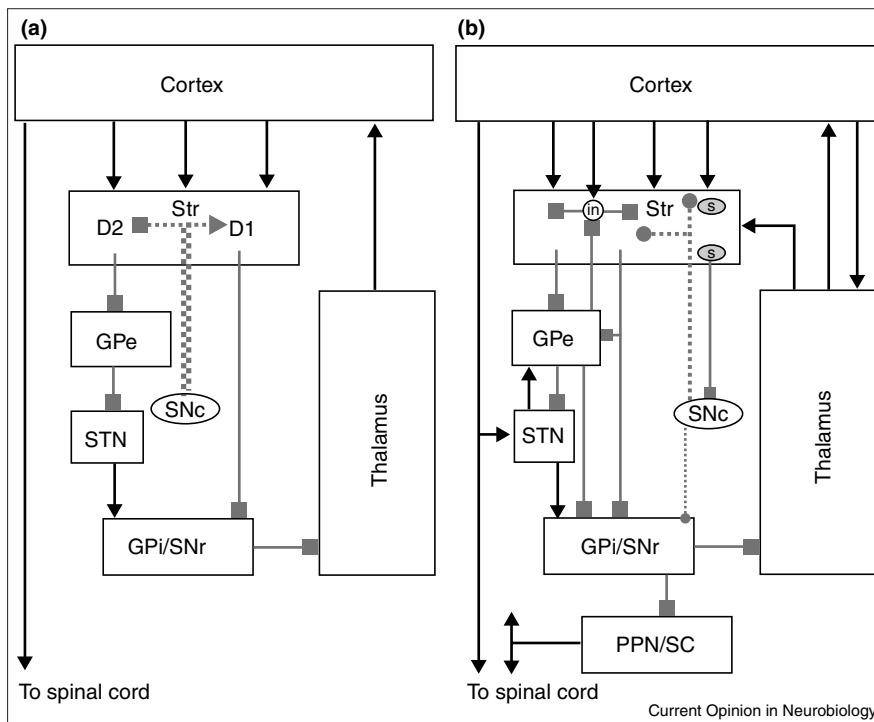 (a)
Cortex
Str
D2
D1
GPe
SNc
STN
Thalamus
GPi/SNr
To spinal cord
(b)
Cortex
in
Str
s
s
GPe
SNc
STN
Thalamus
GPi/SNr
PPN/SC
To spinal cord
Current Opinion in Neurobiology